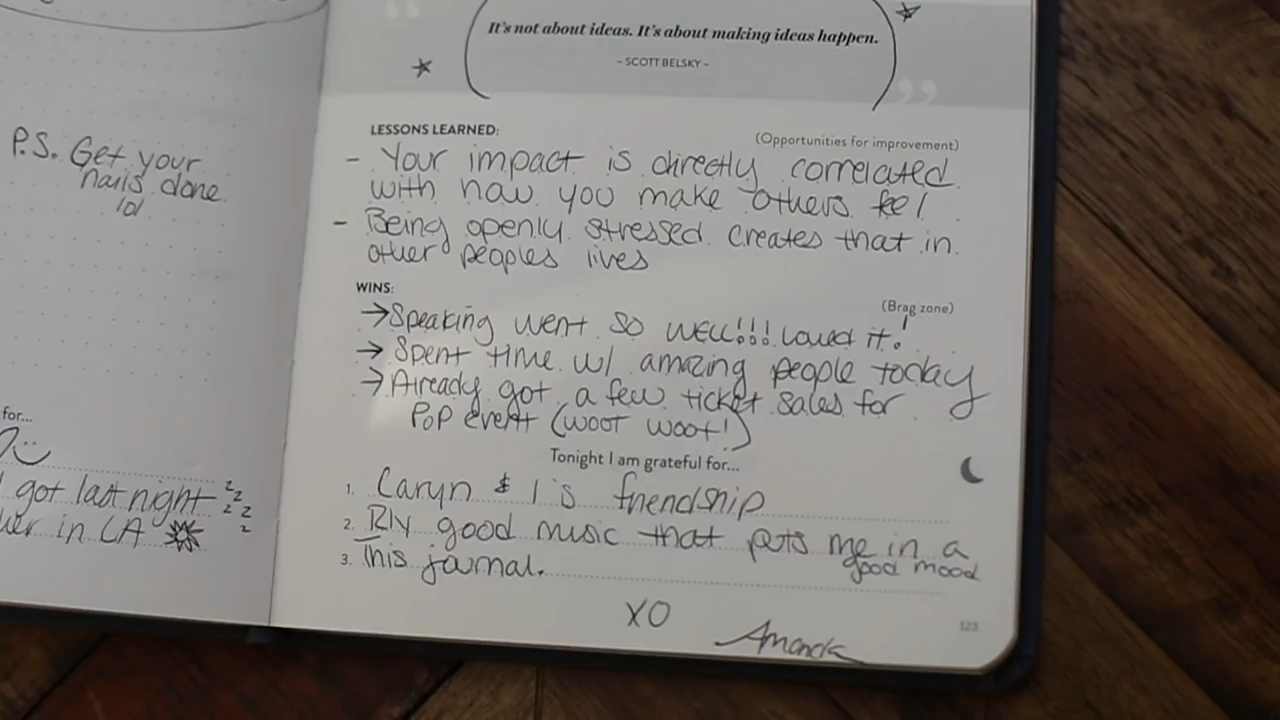 P.S. Get your
nails done
lol
for...
got last night zzzz
in LA
It's not about ideas. It's about making ideas happen.
- SCOTT BELSKY -
LESSONS LEARNED:
(Opportunities for improvement)
- Your impact is directly correlated
with how you make others feel
- Being openly stressed creates that in
other peoples lives
WINS:
(Brag zone)
→ Speaking went so WELL!!! Loved it!
→ Spent time w/ amazing people today
→ Already got a few ticket sales for
POP event (woot woot!)
Tonight I am grateful for...
1. Caryn & I's friendship
2. Rly good music that puts me in a
good mood
3. This journal.
XO
Amanda
123